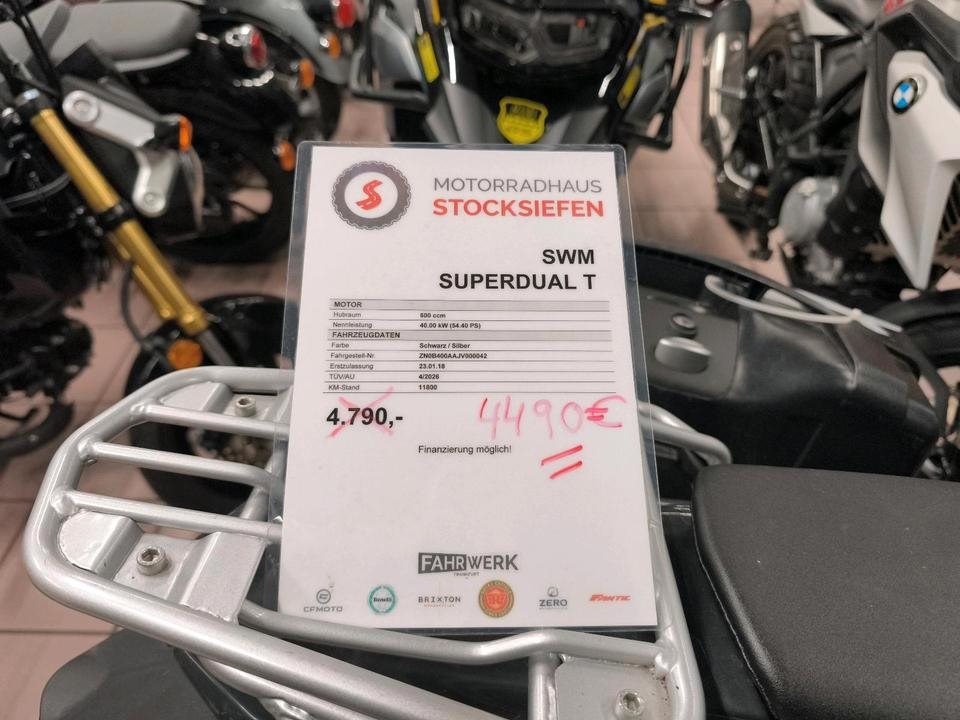 MOTORRADHAUS
STOCKSIEFEN
SWM
SUPERDUAL T
MOTOR
Hubraum 600 ccm
Nennleistung 40.00 kW (54.40 PS)
FAHRZEUGDATEN
Farbe Schwarz / Silber
Fahrgestell-Nr ZN0B400AAJV000042
Erstzulassung 23.01.18
TÜV/AU 4/2026
KM-Stand 11800
4.790,- 4490€
Finanzierung möglich!
FAHRWERK
FRANKFURT
CFMOTO Benelli BRIXTON ZERO FANTIC